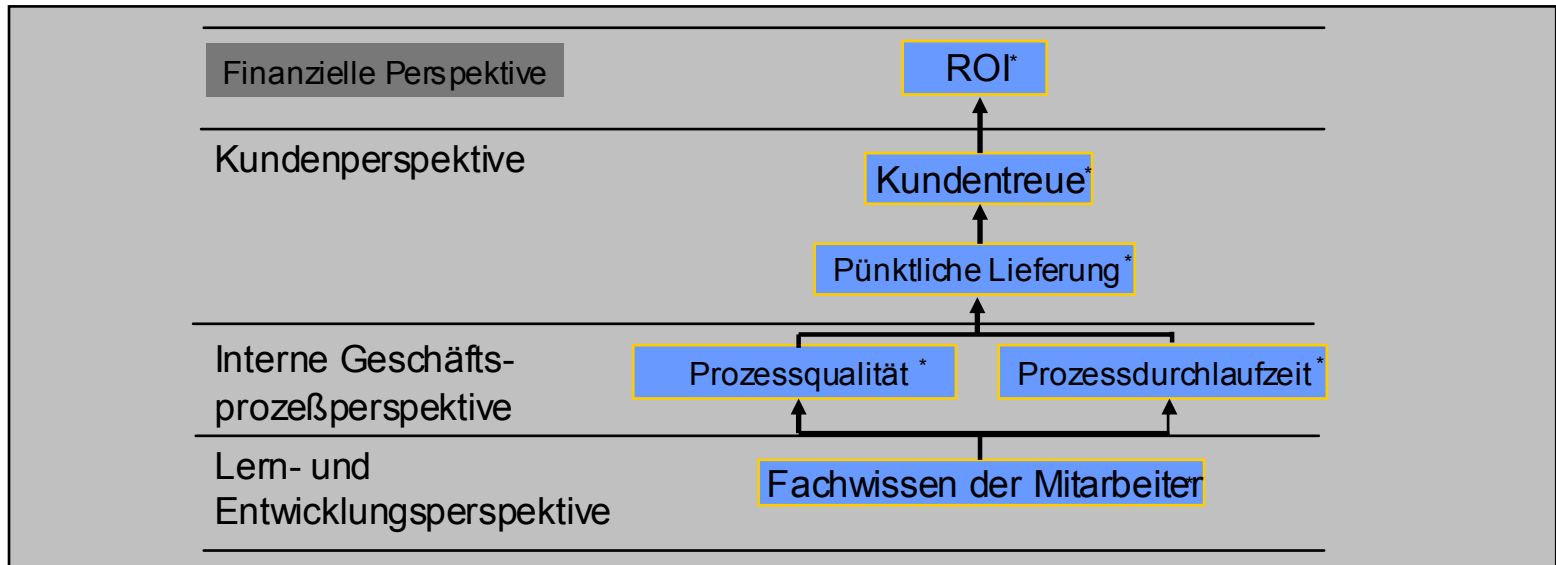 Finanzielle Perspektive
ROI*
Kundenperspektive
Kundentreue*
Pünktliche Lieferung*
Interne Geschäfts-
prozeßperspektive
Prozessqualität *
Prozessdurchlaufzeit *
Lern- und
Entwicklungsperspektive
Fachwissen der Mitarbeiter*